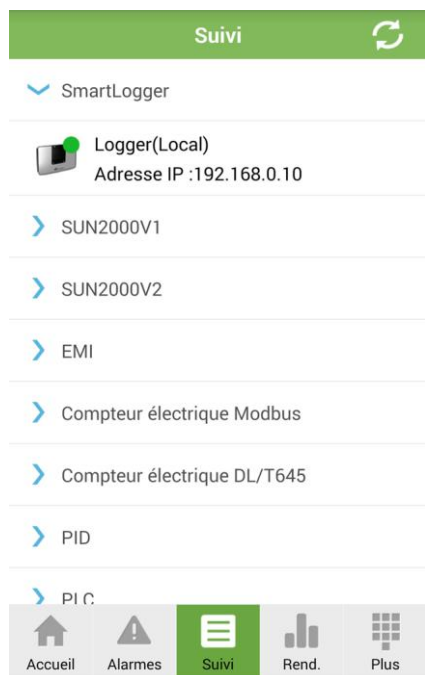 Suivi
SmartLogger
Logger(Local)
Adresse IP :192.168.0.10
SUN2000V1
SUN2000V2
EMI
Compteur électrique Modbus
Compteur électrique DL/T645
PID
PLC
Accueil Alarmes Suivi Rend. Plus